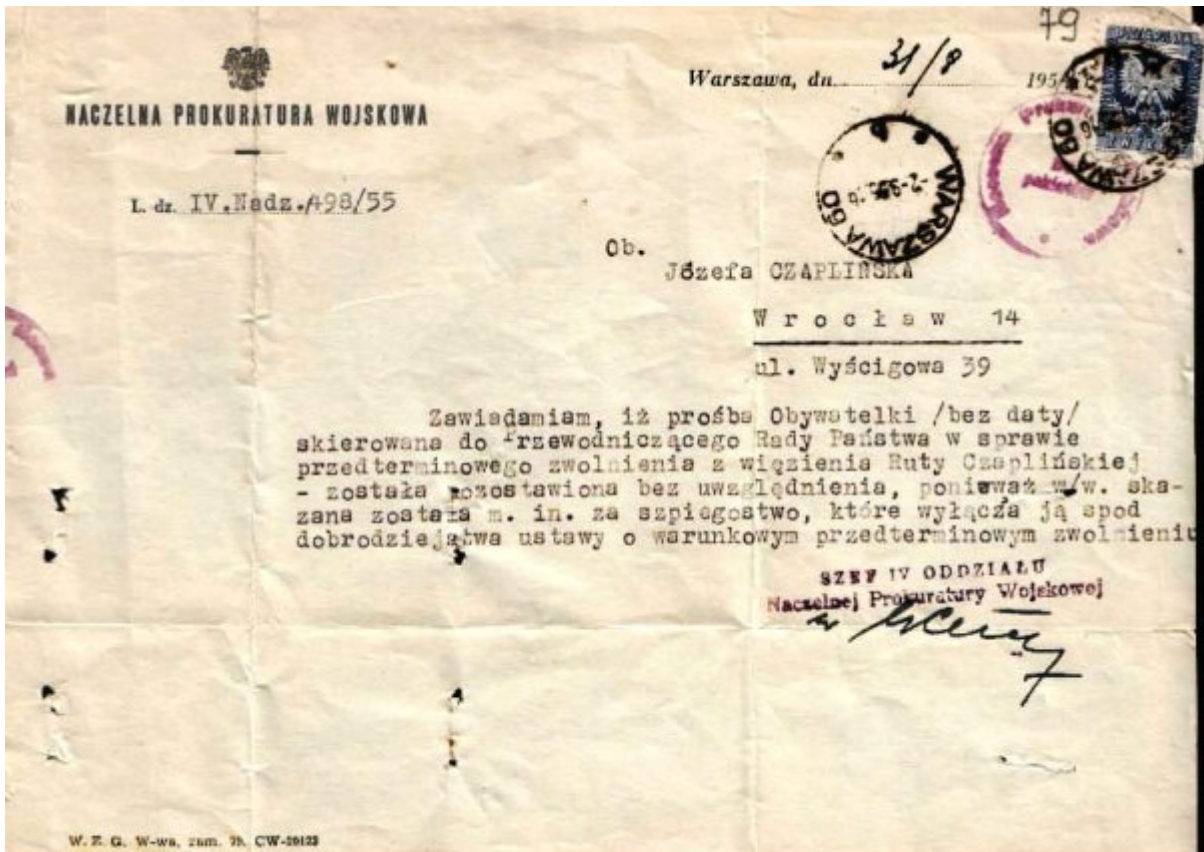 79
Warszawa, dn. 31/8 195
NACZELNA PROKURATURA WOJSKOWA
L. dz. IV.Nadz./498/55
WARSZAWA 60
WARSZAWA 60
Ob.
Józefa CZAPLIŃSKA
Wrocław 14
ul. Wyścigowa 39
Zawiadamiam, iż prośba Obywatelki /bez daty/
skierowana do Przewodniczącego Rady Państwa w sprawie
przedterminowego zwolnienia z więzienia Ruty Czaplińskiej
- została pozostawiona bez uwzględnienia, ponieważ w/w. ska-
zana została m. in. za szpiegostwo, które wyłącza ją spod
dobrodziejstwa ustawy o warunkowym przedterminowym zwolnieniu
SZEF IV ODDZIAŁU
Naczelnej Prokuratury Wojskowej
W. Z. G. W-wa, zam. 79. CW-20123